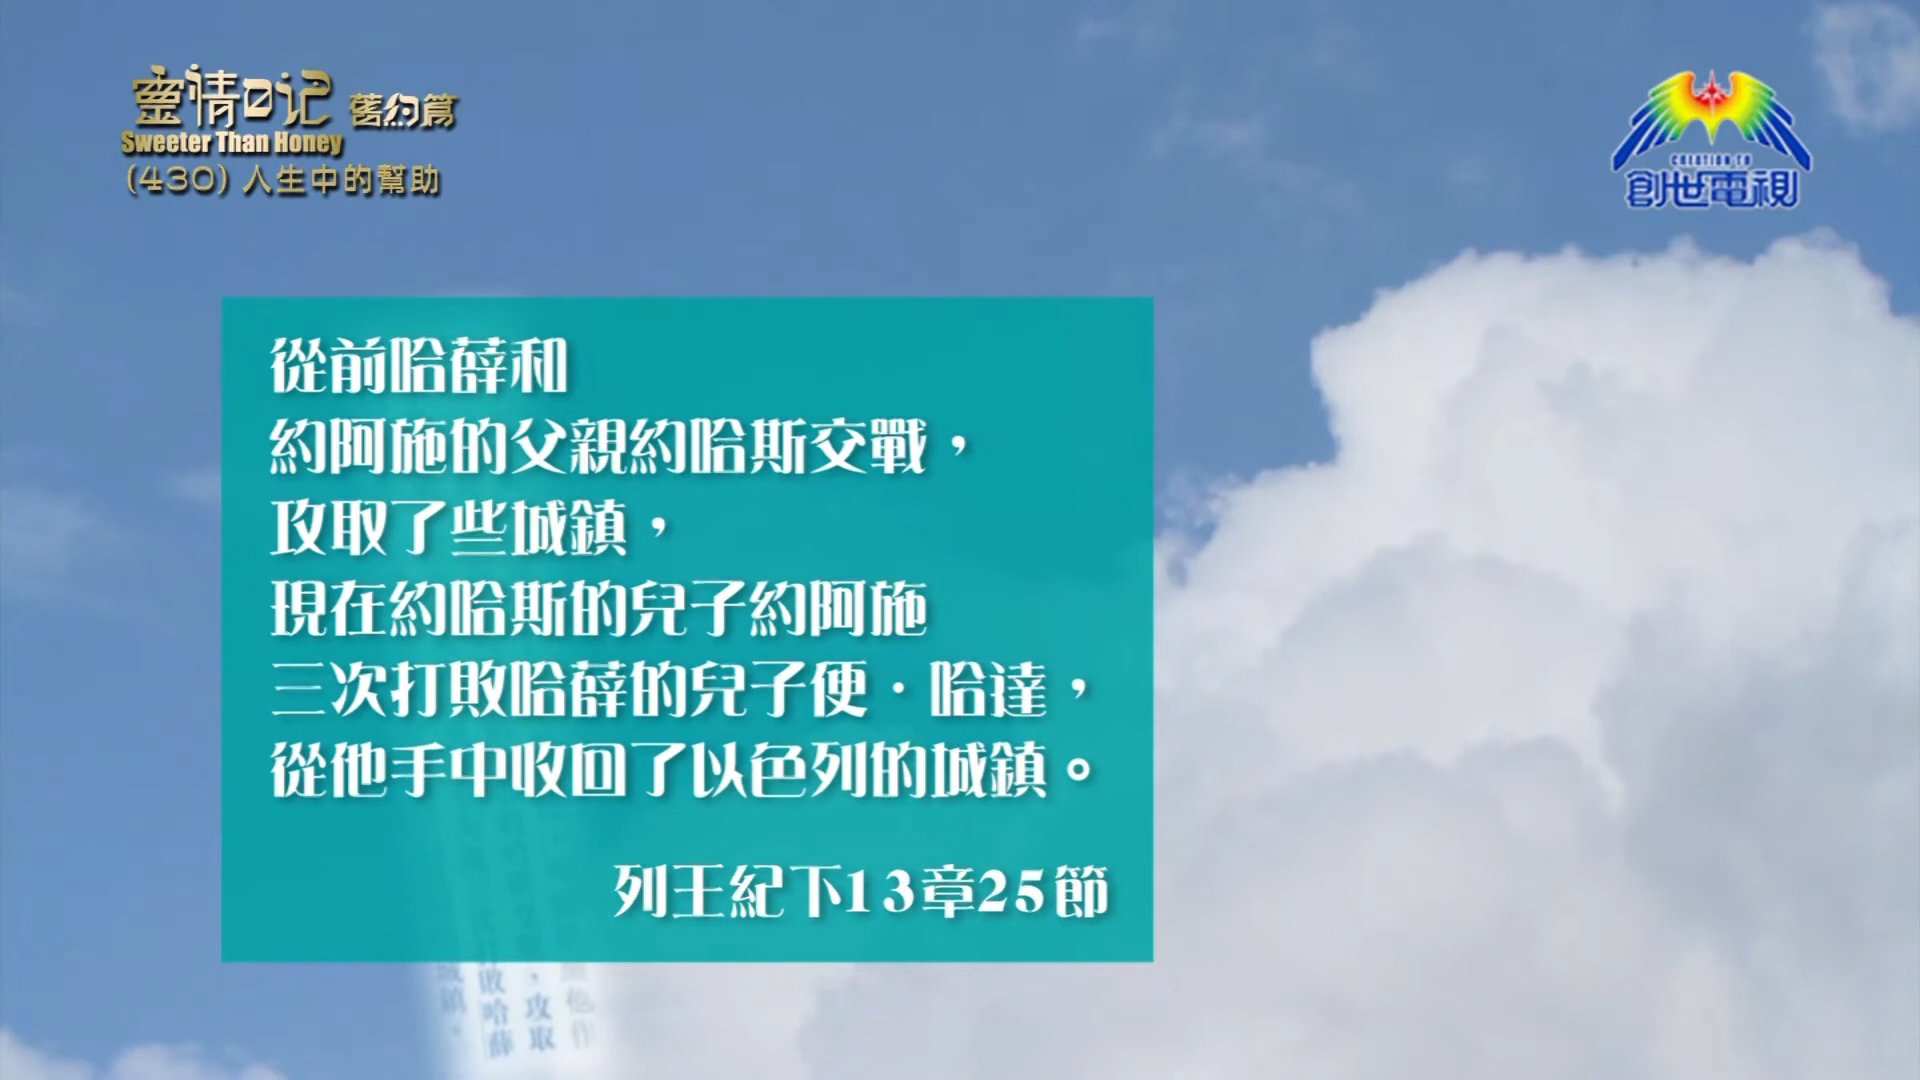 靈情日记 舊約篇
Sweeter Than Honey
(430) 人生中的幫助
CREATION TV
創世電視
從前哈薛和
約阿施的父親約哈斯交戰，
攻取了些城鎮，
現在約哈斯的兒子約阿施
三次打敗哈薛的兒子便·哈達，
從他手中收回了以色列的城鎮。
列王紀下13章25節